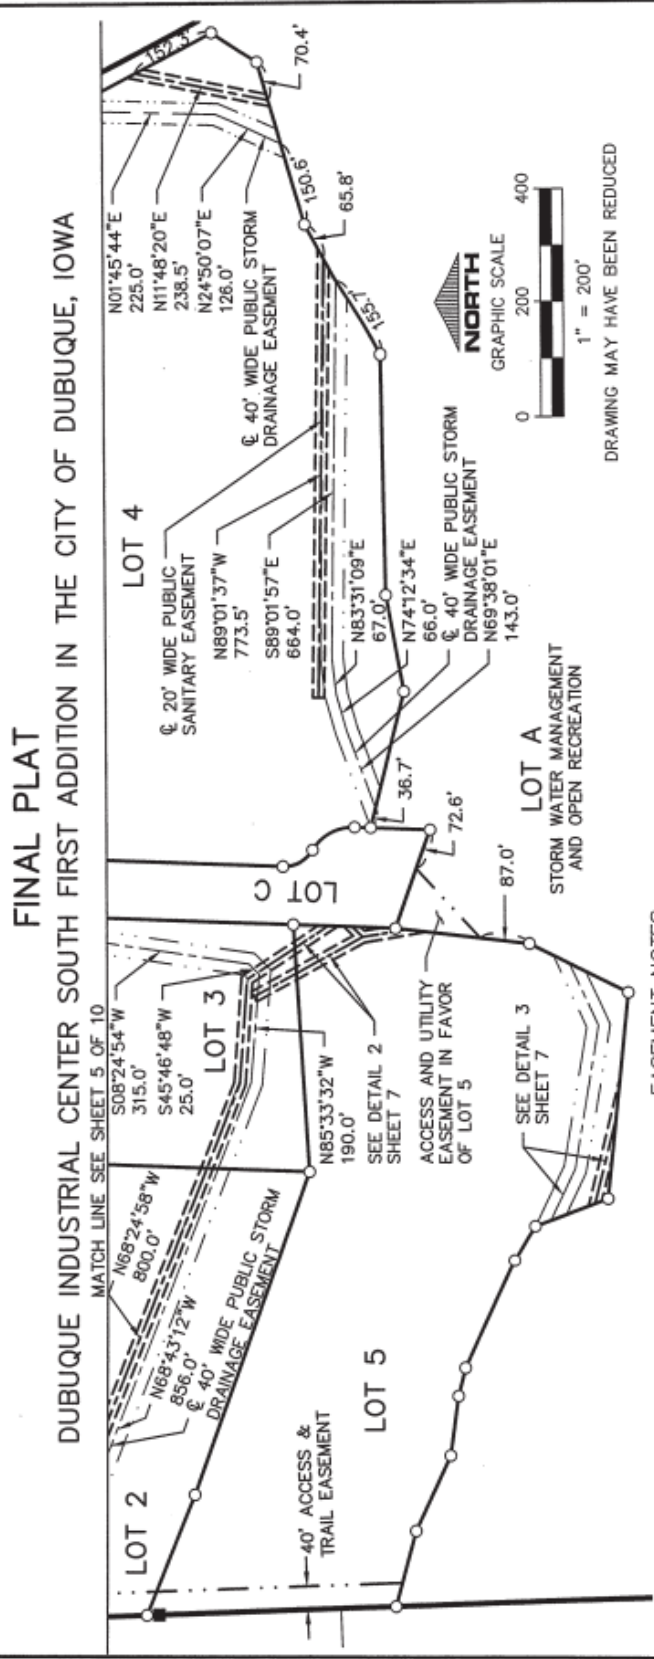 FINAL PLAT
DUBUQUE INDUSTRIAL CENTER SOUTH FIRST ADDITION IN THE CITY OF DUBUQUE, IOWA
MATCH LINE SEE SHEET 5 OF 10
LOT 2
N68°24'58"W
800.0'
N68°43'12"W
856.0'
℄ 40' WIDE PUBLIC STORM
DRAINAGE EASEMENT
S08°24'54"W
315.0'
S45°46'48"W
25.0'
LOT 3
N85°33'32"W
190.0'
SEE DETAIL 2
SHEET 7
ACCESS AND UTILITY
EASEMENT IN FAVOR
OF LOT 5
LOT 5
40' ACCESS &
TRAIL EASEMENT
SEE DETAIL 3
SHEET 7
87.0'
LOT C
72.6'
36.7'
LOT A
STORM WATER MANAGEMENT
AND OPEN RECREATION
LOT 4
℄ 20' WIDE PUBLIC
SANITARY EASEMENT
N89°01'37"W
773.5'
S89°01'57"E
664.0'
N83°31'09"E
67.0'
N74°12'34"E
66.0'
℄ 40' WIDE PUBLIC STORM
DRAINAGE EASEMENT
N69°38'01"E
143.0'
N01°45'44"E
225.0'
N11°48'20"E
238.5'
N24°50'07"E
126.0'
℄ 40' WIDE PUBLIC STORM
DRAINAGE EASEMENT
152.3'
70.4'
150.6'
65.8'
155.7'
NORTH
GRAPHIC SCALE
0 200 400
1" = 200'
DRAWING MAY HAVE BEEN REDUCED
EASEMENT NOTES